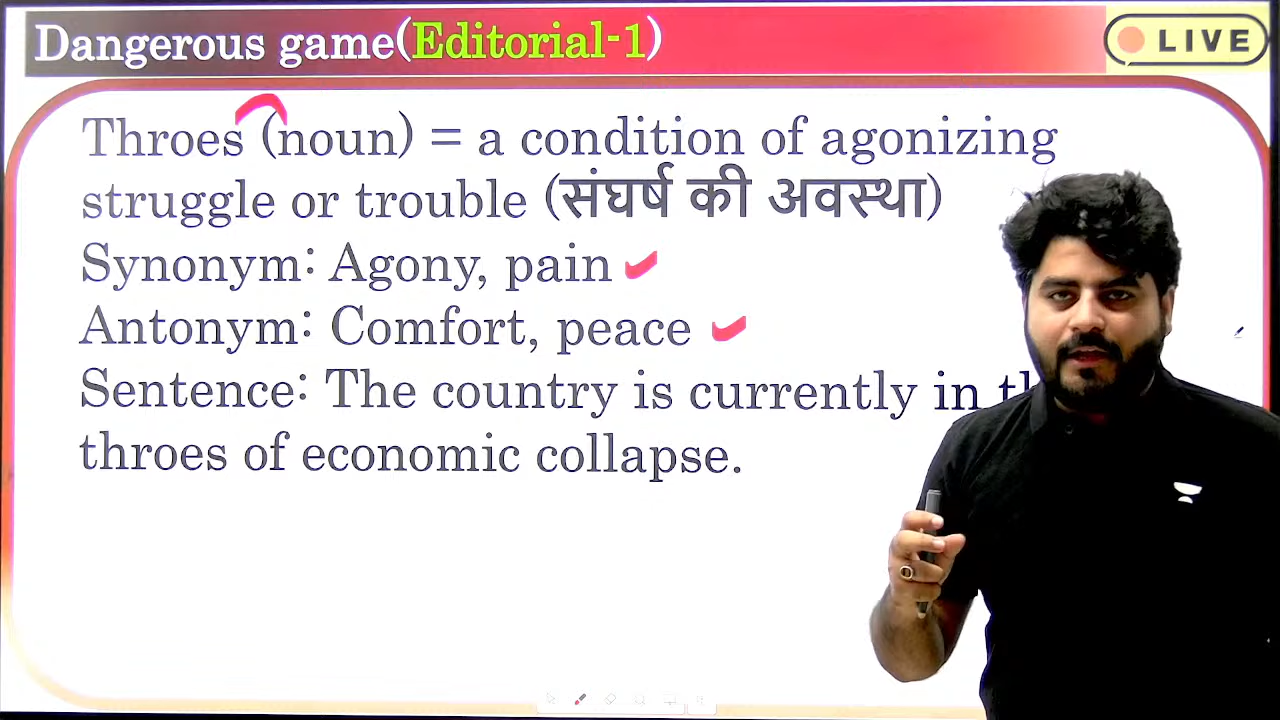 Dangerous game(Editorial-1)
LIVE
Throes (noun) = a condition of agonizing
struggle or trouble (संघर्ष की अवस्था)
Synonym: Agony, pain
Antonym: Comfort, peace
Sentence: The country is currently in
throes of economic collapse.